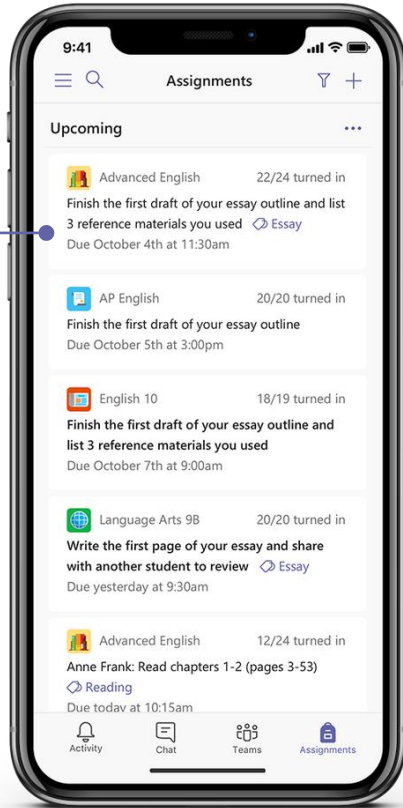 9:41
Assignments
Upcoming
Advanced English 22/24 turned in
Finish the first draft of your essay outline and list
3 reference materials you used Essay
Due October 4th at 11:30am
AP English 20/20 turned in
Finish the first draft of your essay outline
Due October 5th at 3:00pm
English 10 18/19 turned in
Finish the first draft of your essay outline and
list 3 reference materials you used
Due October 7th at 9:00am
Language Arts 9B 20/20 turned in
Write the first page of your essay and share
with another student to review Essay
Due yesterday at 9:30am
Advanced English 12/24 turned in
Anne Frank: Read chapters 1-2 (pages 3-53)
Reading
Due today at 10:15am
Activity Chat Teams Assignments